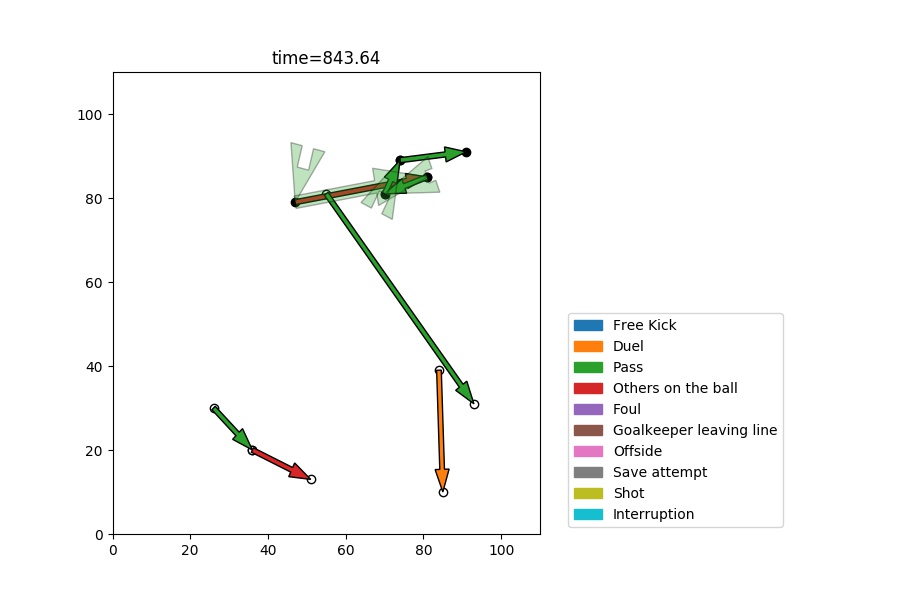 time=843.64
100
80
60
40
20
0
0 20 40 60 80 100
Free Kick
Duel
Pass
Others on the ball
Foul
Goalkeeper leaving line
Offside
Save attempt
Shot
Interruption